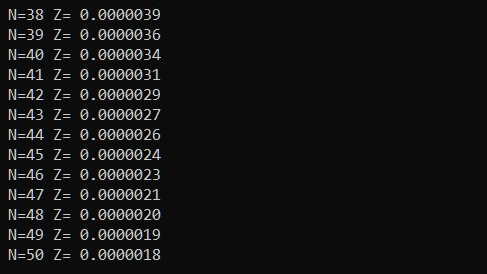 N=38 Z= 0.0000039
N=39 Z= 0.0000036
N=40 Z= 0.0000034
N=41 Z= 0.0000031
N=42 Z= 0.0000029
N=43 Z= 0.0000027
N=44 Z= 0.0000026
N=45 Z= 0.0000024
N=46 Z= 0.0000023
N=47 Z= 0.0000021
N=48 Z= 0.0000020
N=49 Z= 0.0000019
N=50 Z= 0.0000018